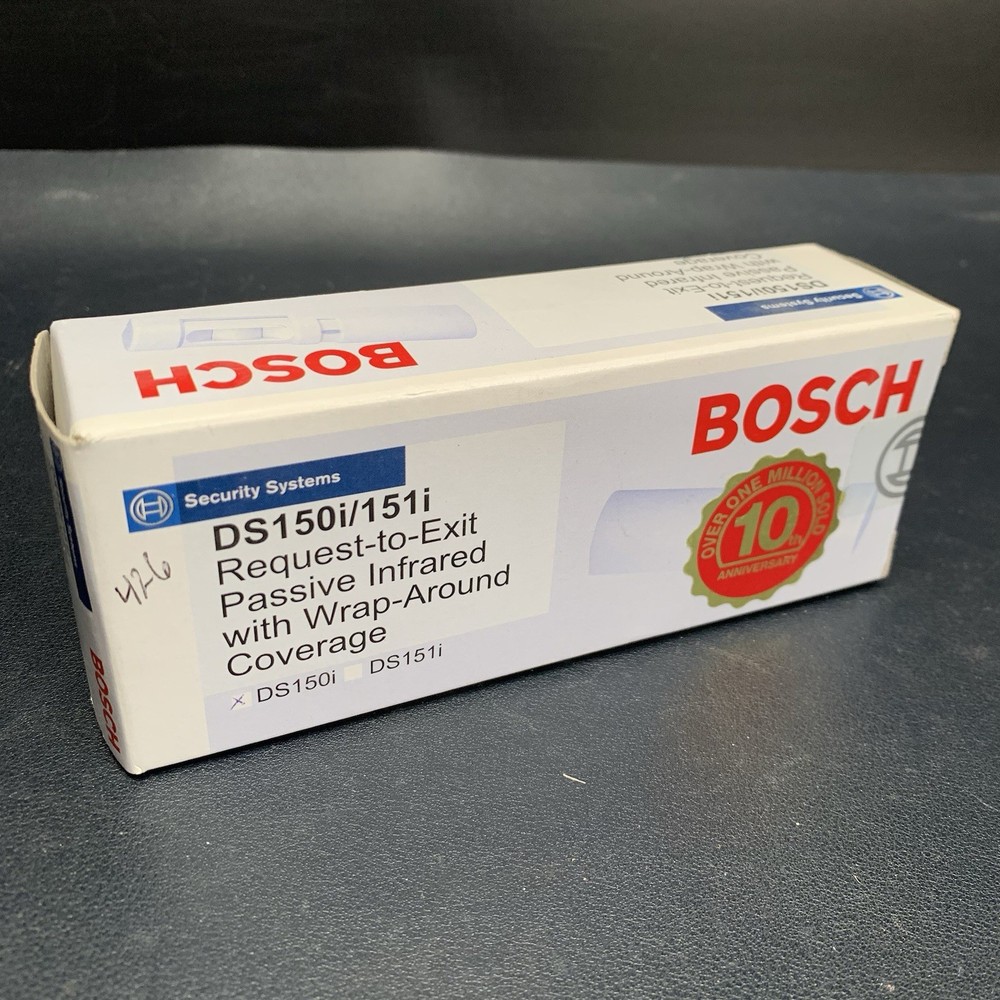 DS150i/151i
Request-to-Exit
Passive Infrared
with Wrap-Around
Coverage
Security Systems
BOSCH
BOSCH
Security Systems
DS150i/151i
Request-to-Exit
Passive Infrared
with Wrap-Around
Coverage
DS150i DS151i
426
OVER ONE MILLION SOLD
10th
ANNIVERSARY
BOSCH